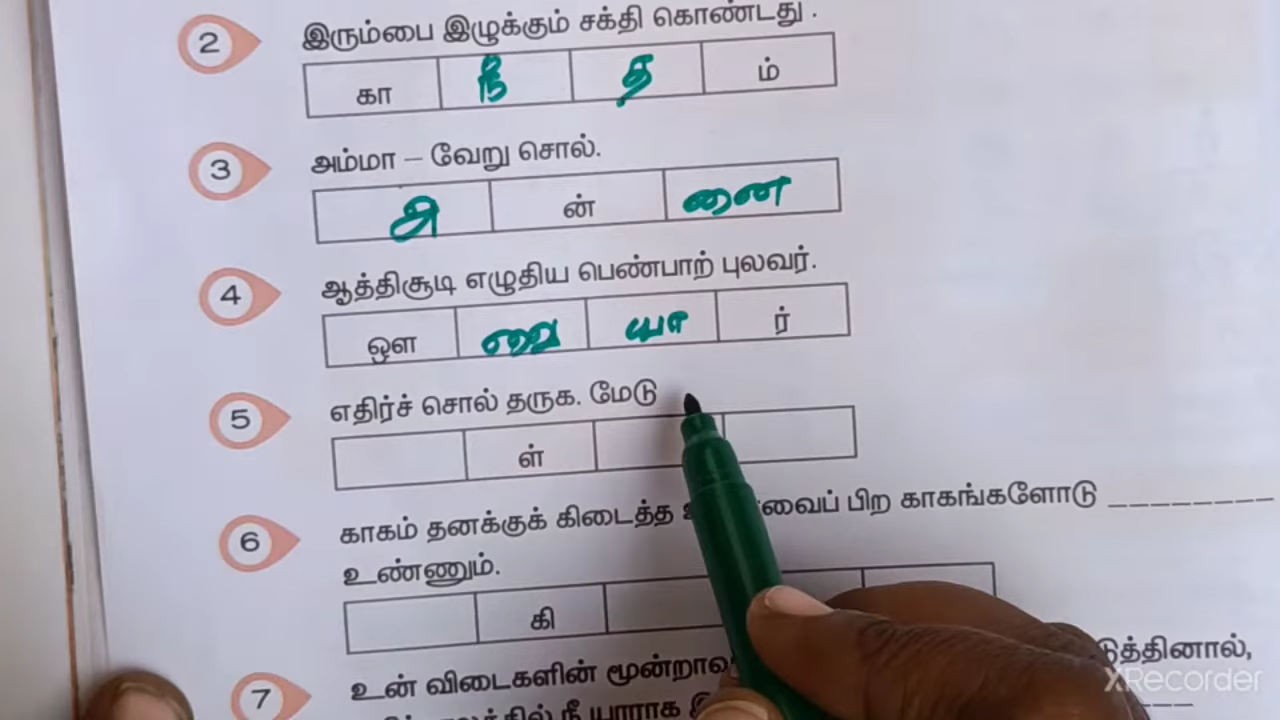 2 இரும்பை இழுக்கும் சக்தி கொண்டது .
கா ந் த ம்
3 அம்மா – வேறு சொல்.
அ ன் னை
4 ஆத்திசூடி எழுதிய பெண்பாற் புலவர்.
ஔ வை யா ர்
5 எதிர்ச் சொல் தருக. மேடு
ள்
6 காகம் தனக்குக் கிடைத்த பிற காகங்களோடு _________
உண்ணும்.
கி
7 உன் விடைகளின்
XRecorder